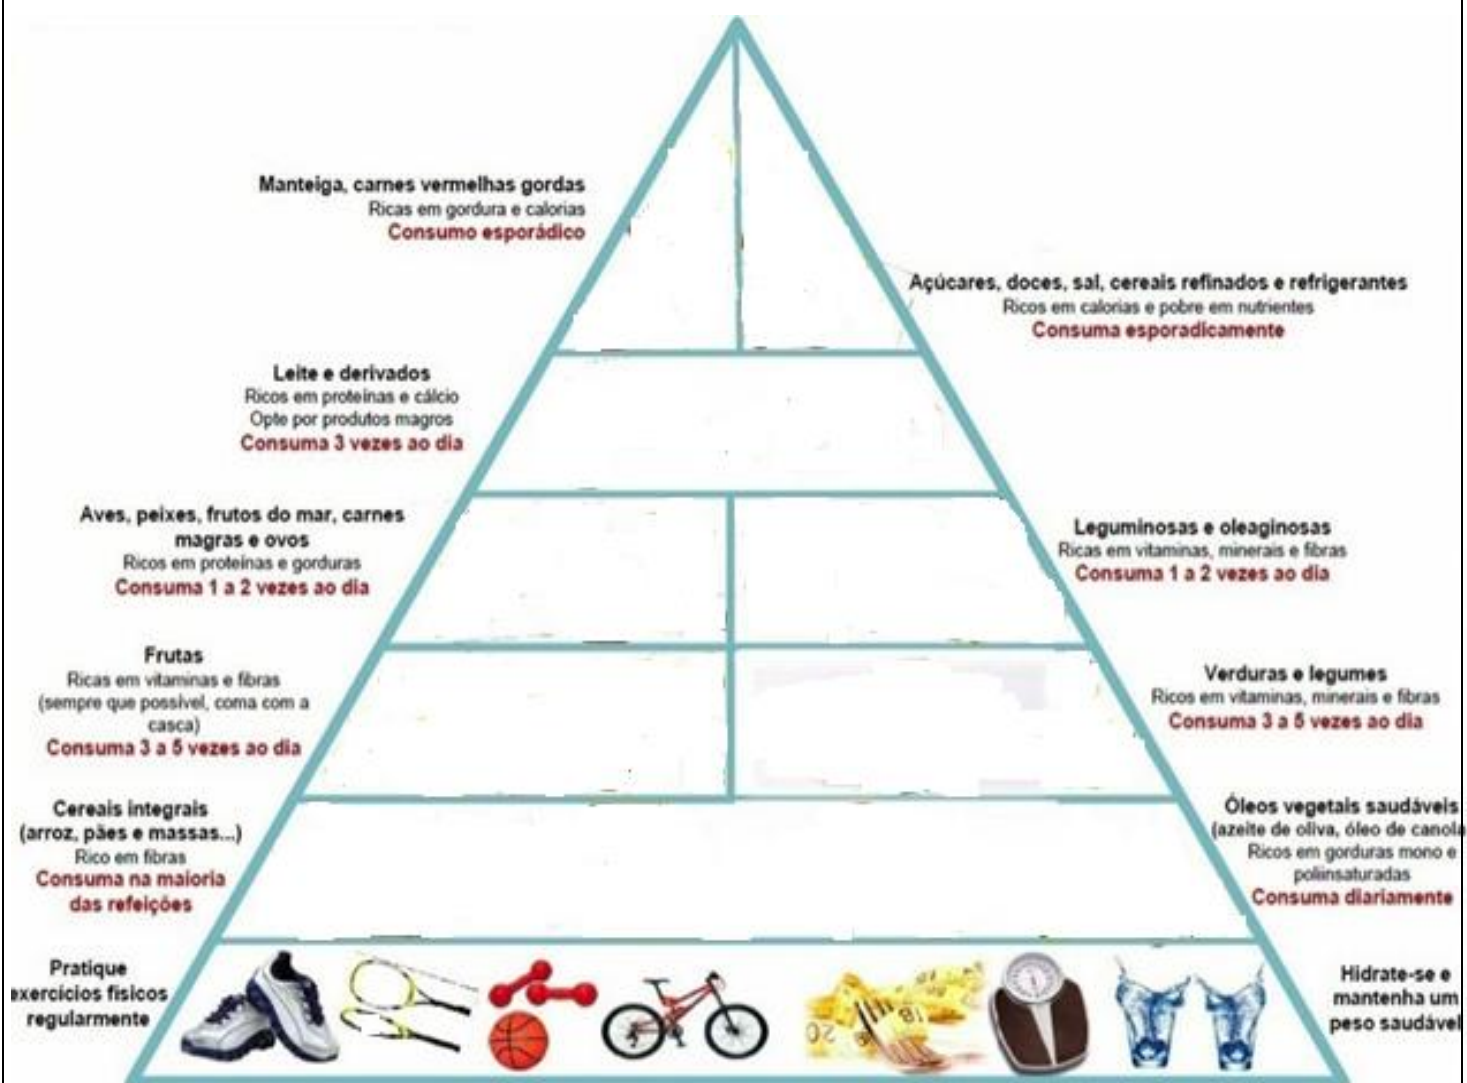 Manteiga, carnes vermelhas gordas
Ricas em gordura e calorias
Consumo esporádico
Açúcares, doces, sal, cereais refinados e refrigerantes
Ricos em calorias e pobre em nutrientes
Consuma esporadicamente
Leite e derivados
Ricos em proteínas e cálcio
Opte por produtos magros
Consuma 3 vezes ao dia
Aves, peixes, frutos do mar, carnes
magras e ovos
Ricos em proteínas e gorduras
Consuma 1 a 2 vezes ao dia
Leguminosas e oleaginosas
Ricas em vitaminas, minerais e fibras
Consuma 1 a 2 vezes ao dia
Frutas
Ricas em vitaminas e fibras
(sempre que possível, coma com a
casca)
Consuma 3 a 5 vezes ao dia
Verduras e legumes
Ricos em vitaminas, minerais e fibras
Consuma 3 a 5 vezes ao dia
Cereais integrais
(arroz, pães e massas...)
Rico em fibras
Consuma na maioria
das refeições
Óleos vegetais saudáveis
(azeite de oliva, óleo de canola
Ricos em gorduras mono e
poliinsaturadas
Consuma diariamente
Pratique
exercícios físicos
regularmente
Hidrate-se e
mantenha um
peso saudável
20
18